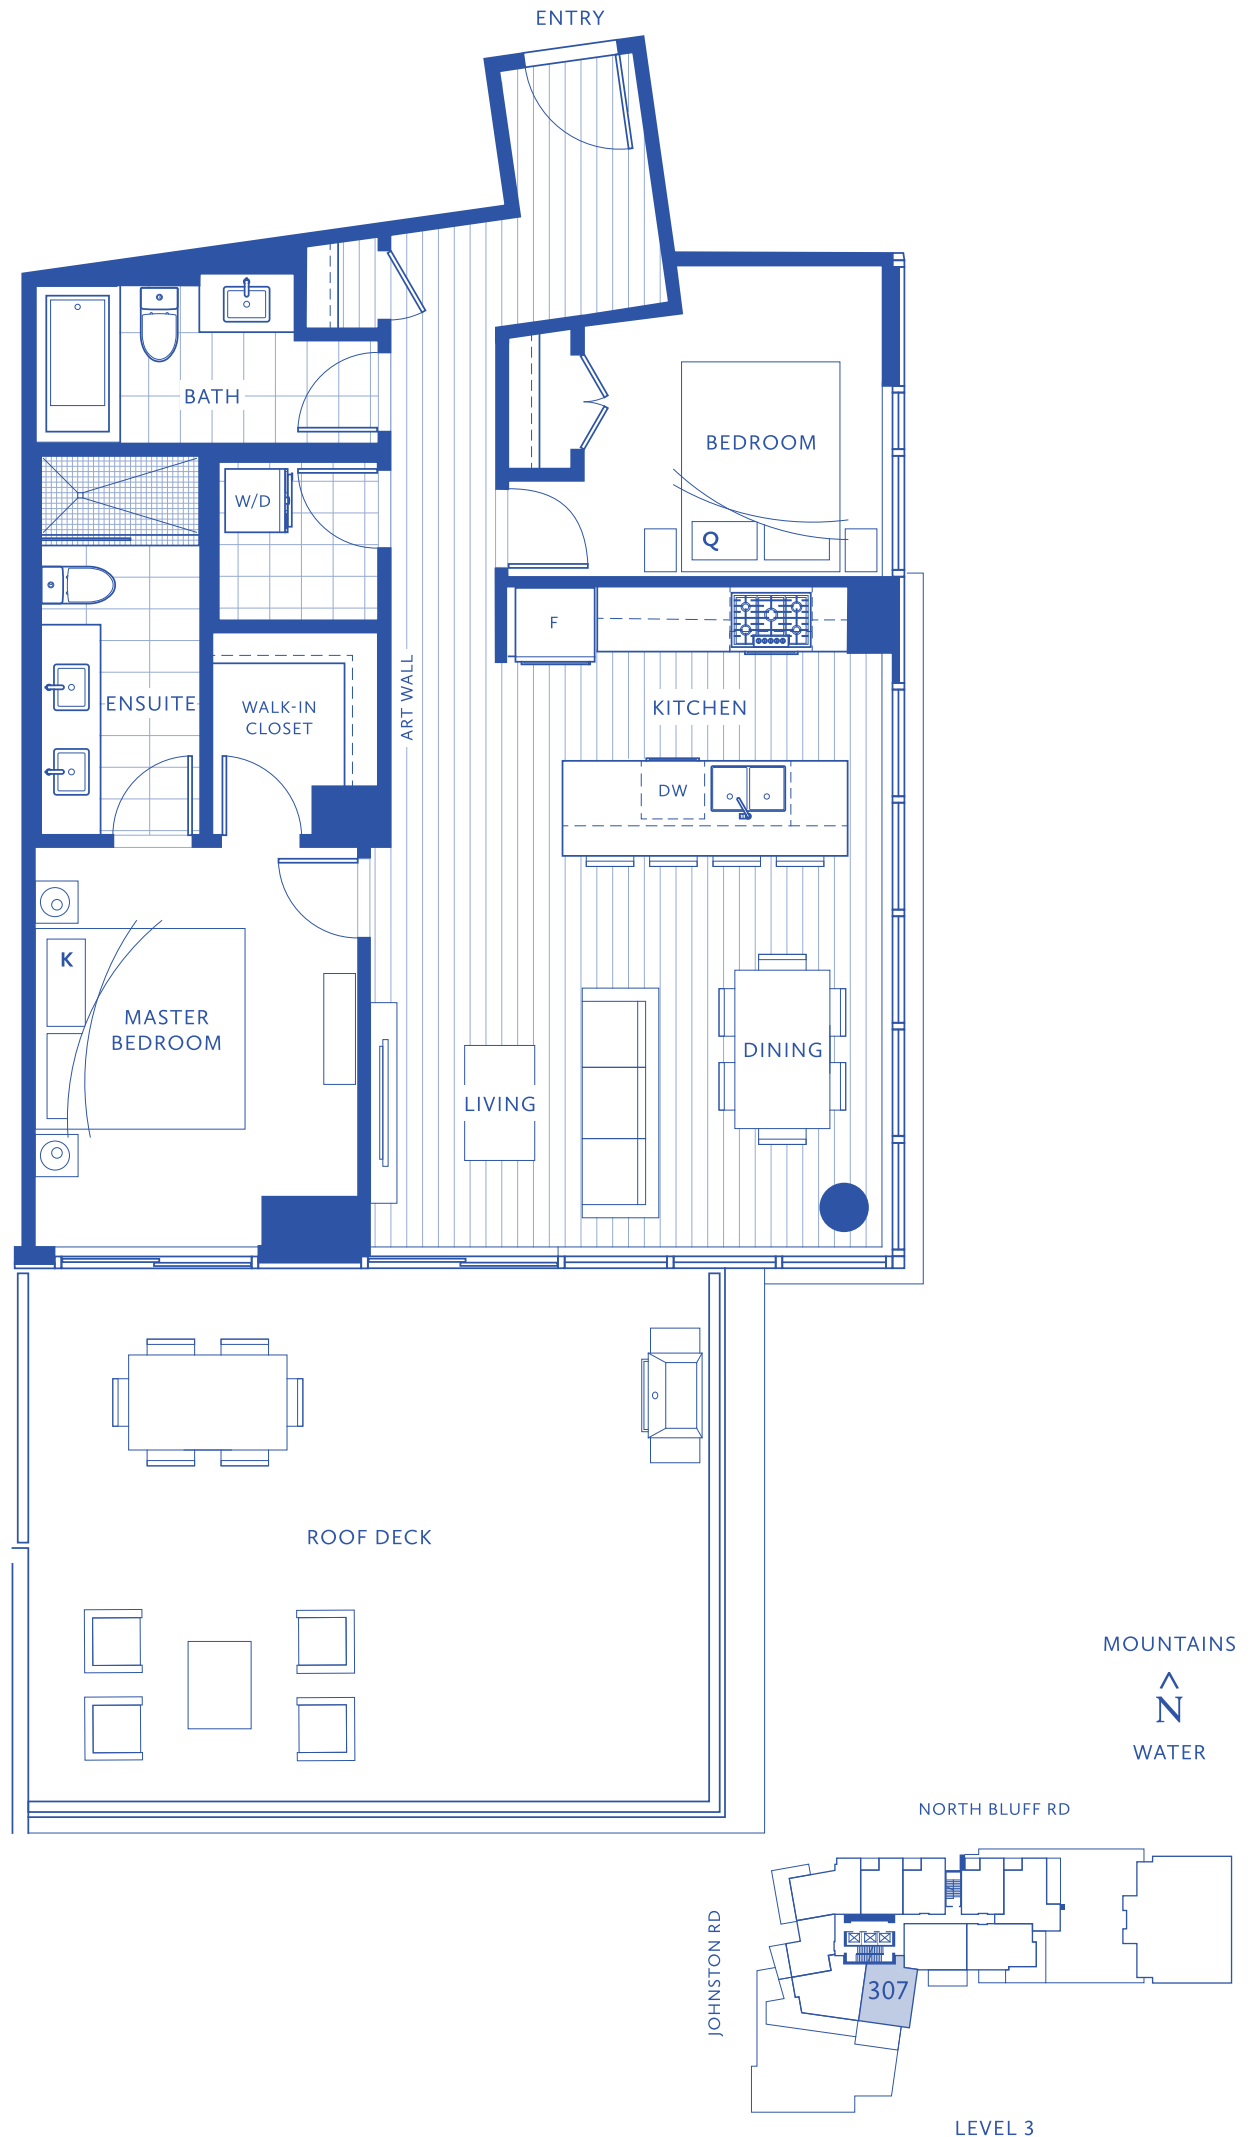 ENTRY
BATH
BEDROOM
W/D
Q
F
ART WALL
ENSUITE
WALK-IN
CLOSET
KITCHEN
DW
K
MASTER
BEDROOM
DINING
LIVING
ROOF DECK
MOUNTAINS
N
WATER
NORTH BLUFF RD
JOHNSTON RD
307
LEVEL 3